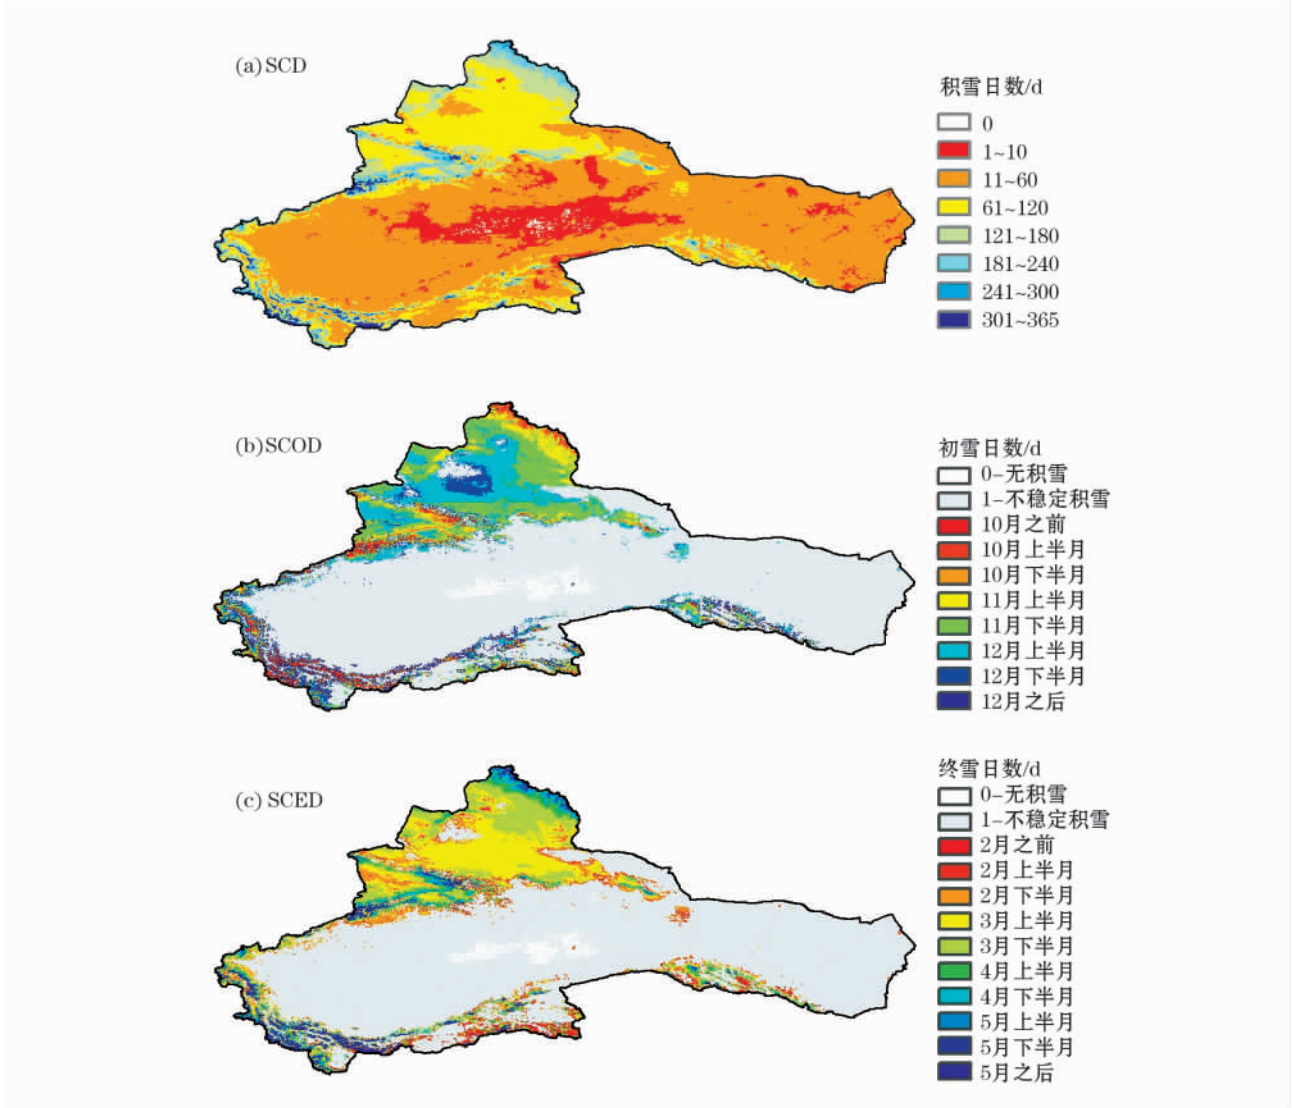 (a) SCD
积雪日数/d
0
1~10
11~60
61~120
121~180
181~240
241~300
301~365
(b)SCOD
初雪日数/d
0-无积雪
1-不稳定积雪
10月之前
10月上半月
10月下半月
11月上半月
11月下半月
12月上半月
12月下半月
12月之后
(c) SCED
终雪日数/d
0-无积雪
1-不稳定积雪
2月之前
2月上半月
2月下半月
3月上半月
3月下半月
4月上半月
4月下半月
5月上半月
5月下半月
5月之后